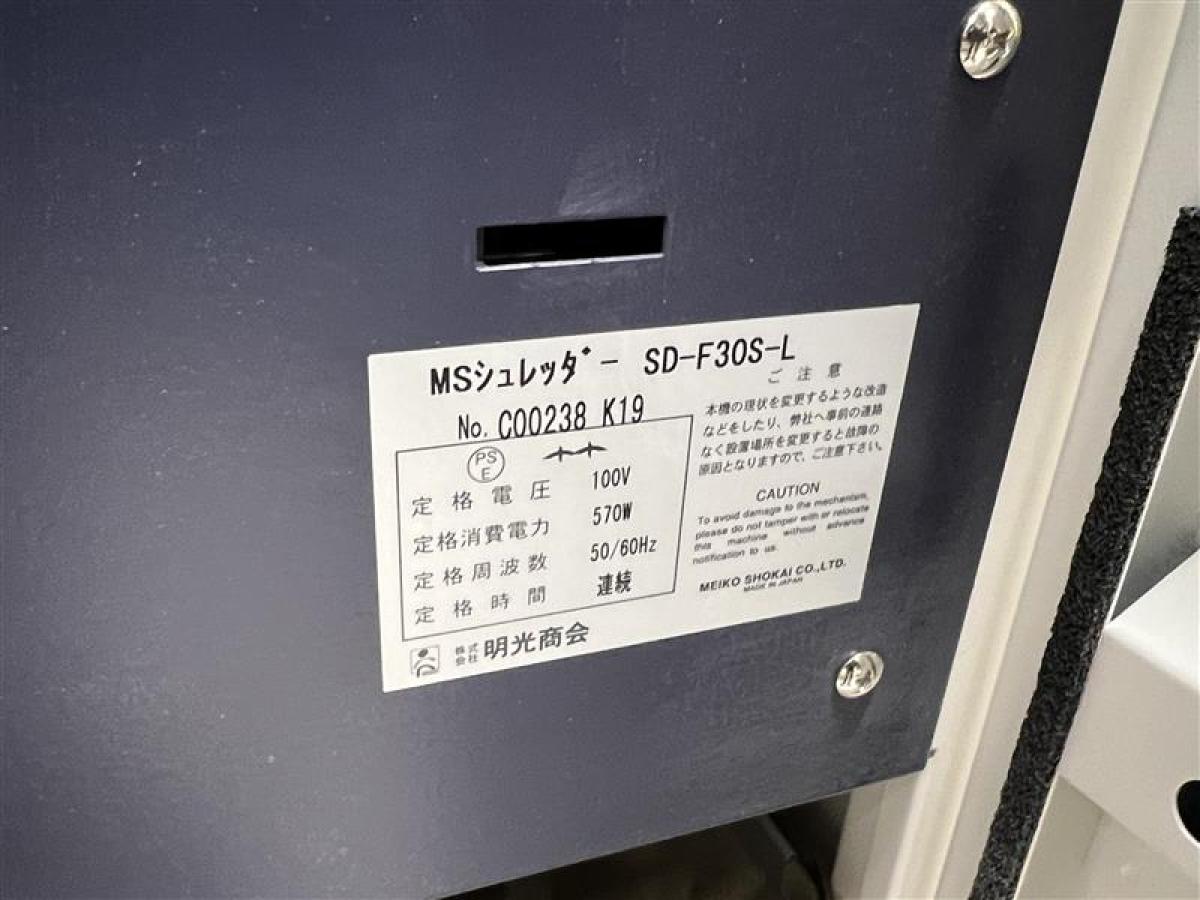 MSシュレッダー SD-F30S-L
No. C00238 K19
PS
E
定格電圧 100V
定格消費電力 570W
定格周波数 50/60Hz
定格時間 連続
株式
会社 明光商会
ご注意
本機の現状を変更するような改造
などをしたり、弊社へ事前の連絡
なく設置場所を変更すると故障の
原因となりますので、ご注意下さい。
CAUTION
To avoid damage to the mechanism,
please do not tamper with or relocate
this machine without advance
notification to us.
MEIKO SHOKAI CO.,LTD.
MADE IN JAPAN